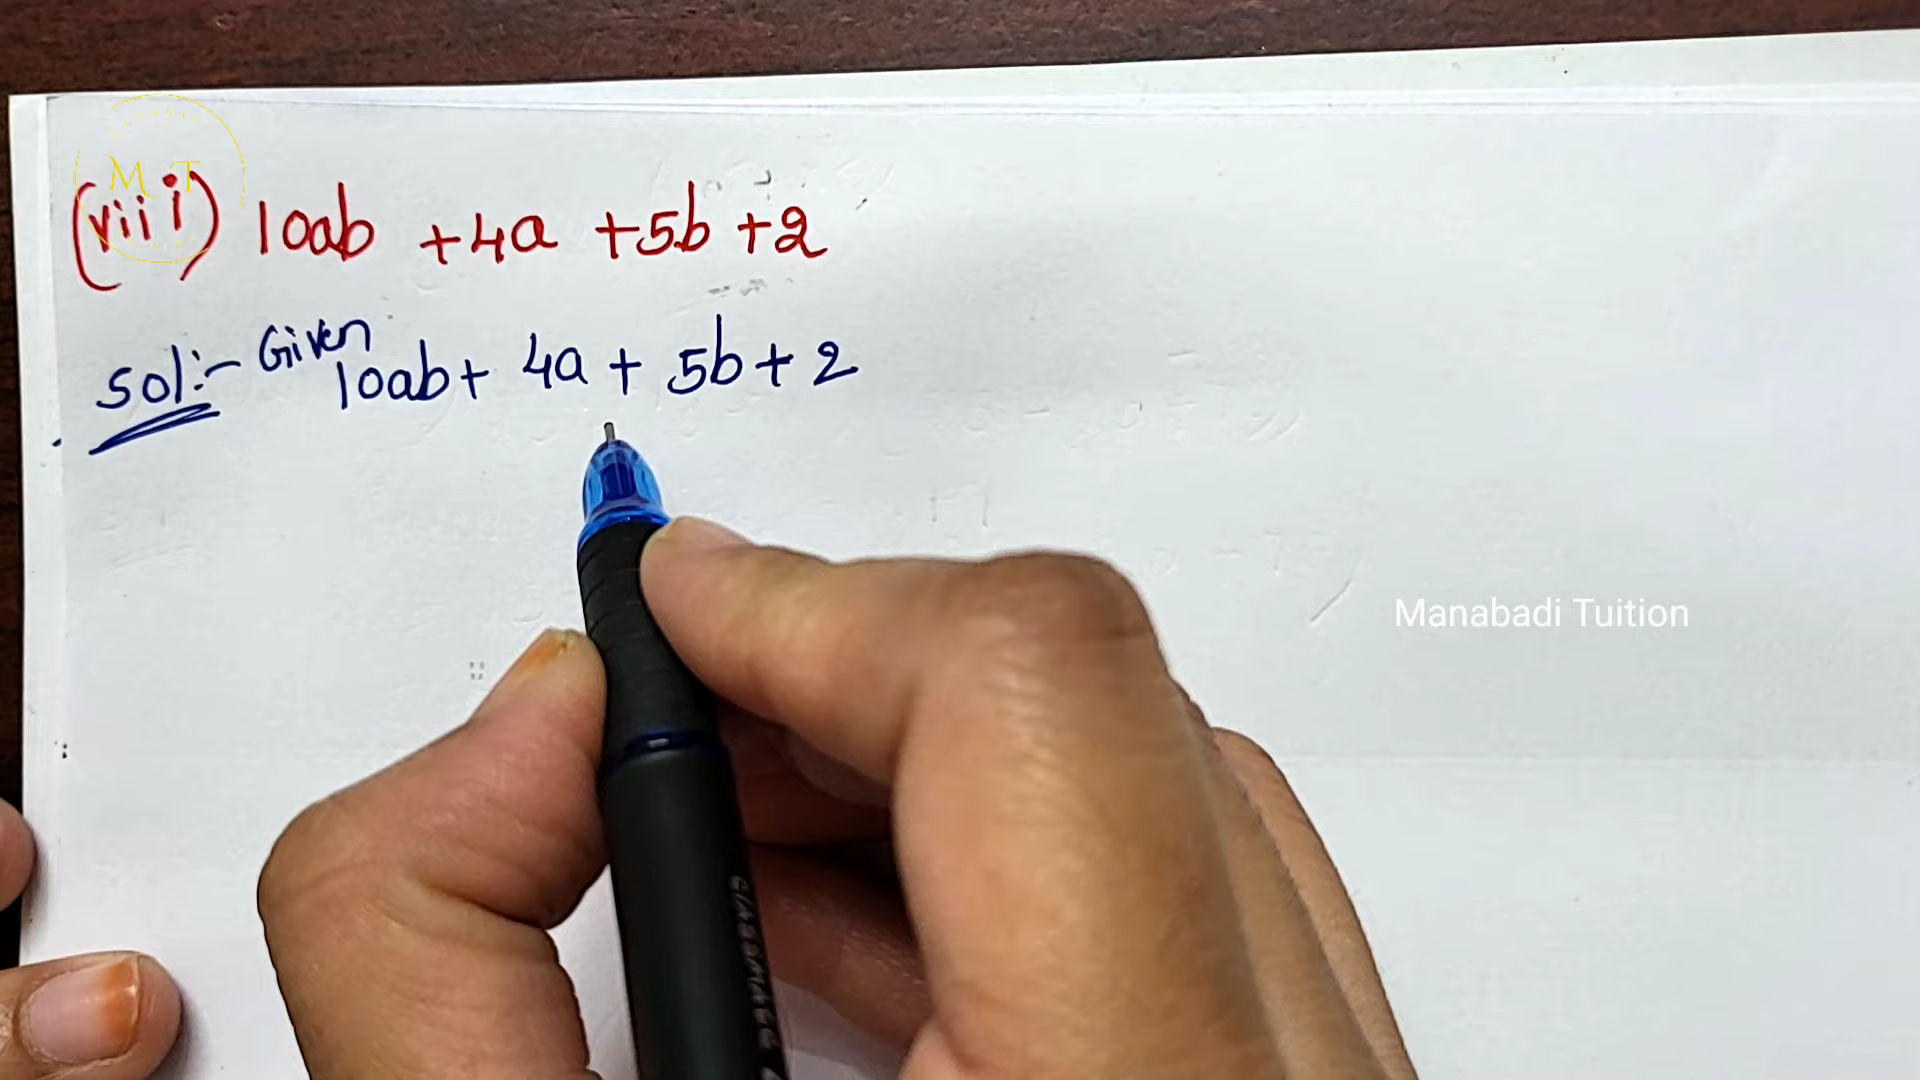 M T
(viii) 10ab + 4a + 5b + 2
Sol:- Given
10ab + 4a + 5b + 2
Manabadi Tuition